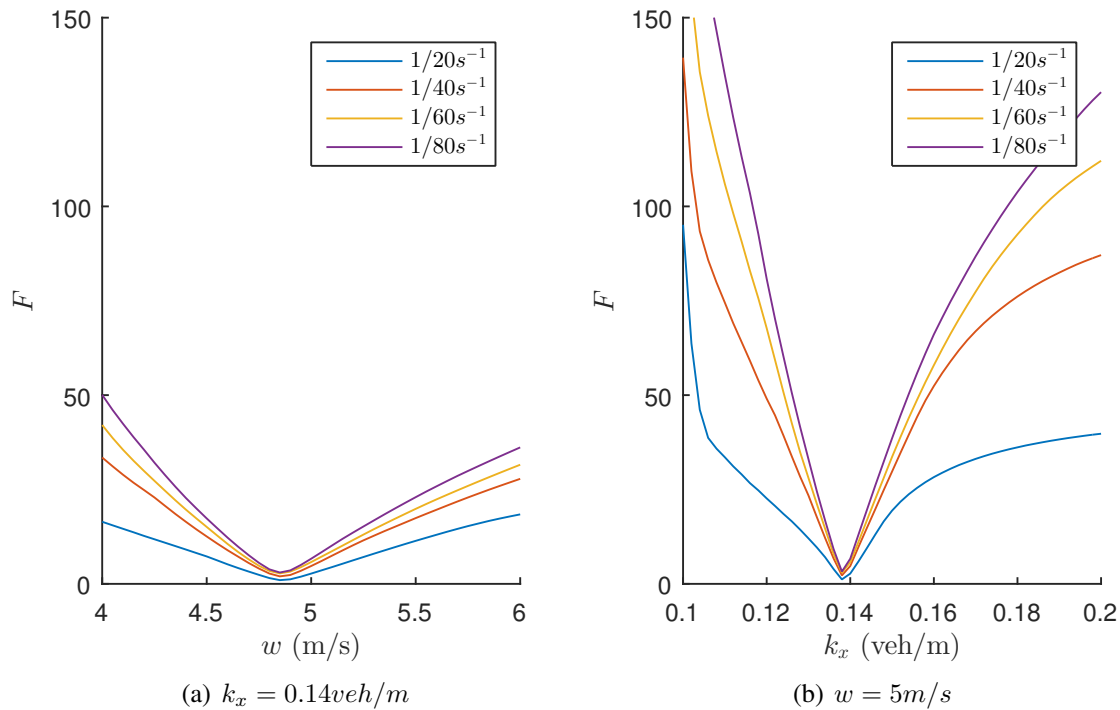 150
100
50
0
F
4
4.5
5
5.5
6
w (m/s)
1/20s⁻¹
1/40s⁻¹
1/60s⁻¹
1/80s⁻¹
(a) kₓ = 0.14veh/m
150
100
50
0
F
0.1
0.12
0.14
0.16
0.18
0.2
kₓ (veh/m)
1/20s⁻¹
1/40s⁻¹
1/60s⁻¹
1/80s⁻¹
(b) w = 5m/s